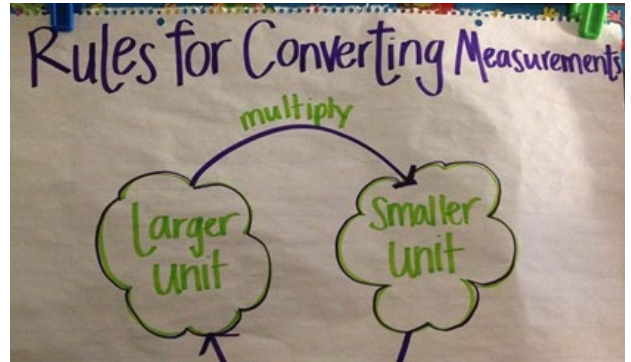 Rules for Converting Measurements
multiply
Larger
unit
Smaller
unit